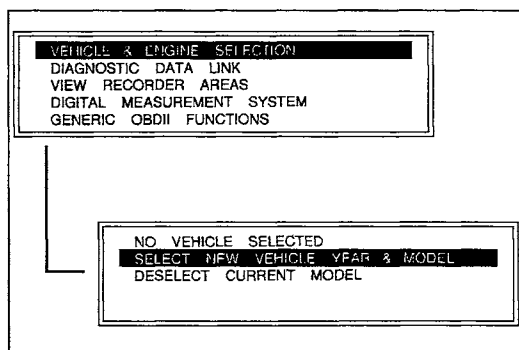 VEHICLE & ENGINE SELECTION
DIAGNOSTIC DATA LINK
VIEW RECORDER AREAS
DIGITAL MEASUREMENT SYSTEM
GENERIC OBDII FUNCTIONS
NO VEHICLE SELECTED
SELECT NEW VEHICLE YEAR & MODEL
DESELECT CURRENT MODEL